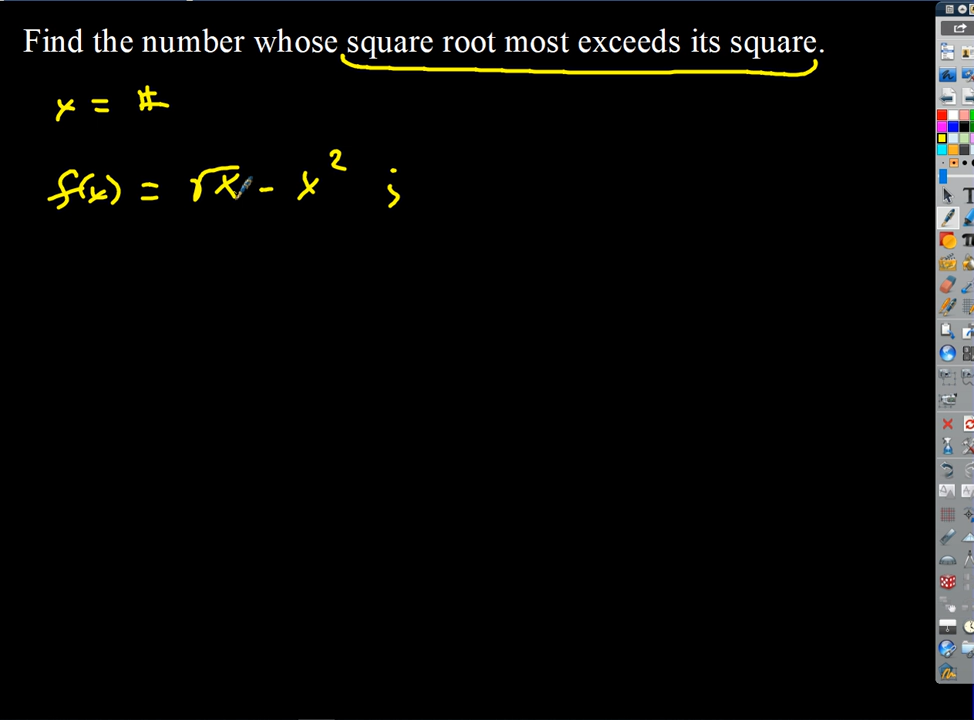 Find the number whose square root most exceeds its square.
x = #
f(x) = √x - x² ;